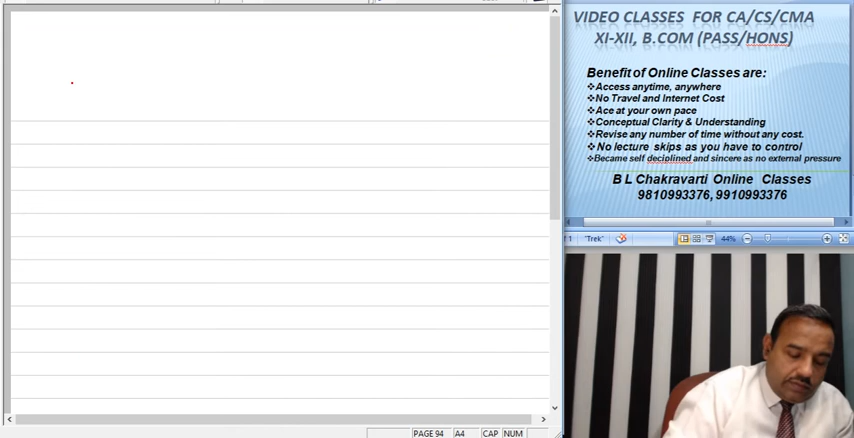 VIDEO CLASSES FOR CA/CS/CMA
XI-XII, B.COM (PASS/HONS)
Benefit of Online Classes are:
❖Access anytime, anywhere
❖No Travel and Internet Cost
❖Ace at your own pace
❖Conceptual Clarity & Understanding
❖Revise any number of time without any cost.
❖No lecture skips as you have to control
❖Became self deciplined and sincere as no external pressure
B L Chakravarti Online Classes
9810993376, 9910993376
f 1 "Trek" 44%
PAGE 94 A4 CAP NUM